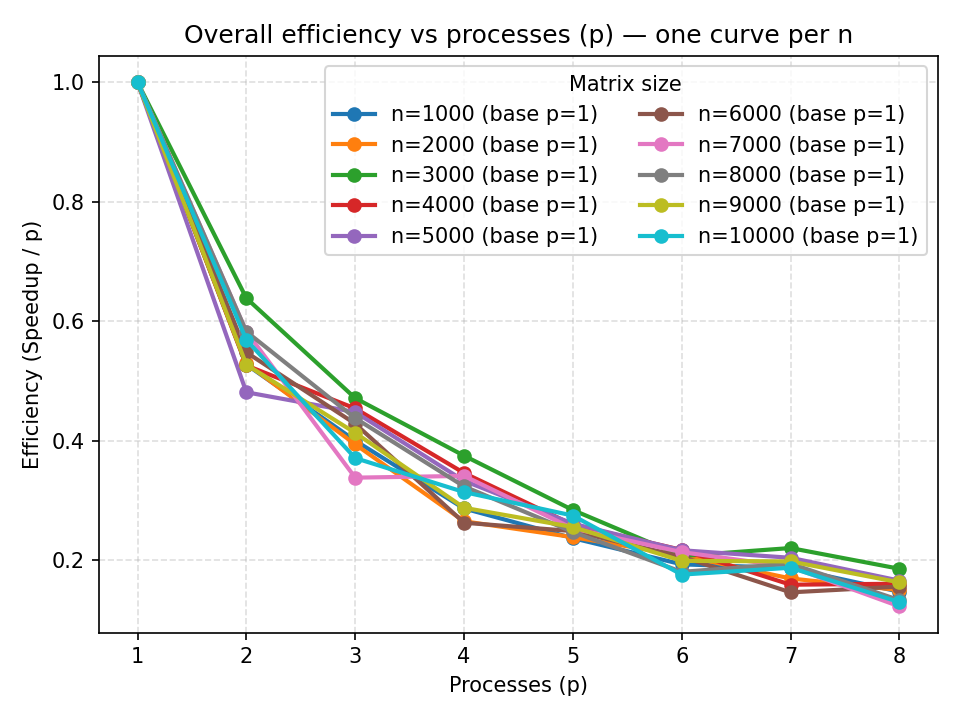 Overall efficiency vs processes (p) — one curve per n
Efficiency (Speedup / p)
1.0
0.8
0.6
0.4
0.2
Matrix size
n=1000 (base p=1)
n=2000 (base p=1)
n=3000 (base p=1)
n=4000 (base p=1)
n=5000 (base p=1)
n=6000 (base p=1)
n=7000 (base p=1)
n=8000 (base p=1)
n=9000 (base p=1)
n=10000 (base p=1)
1 2 3 4 5 6 7 8
Processes (p)